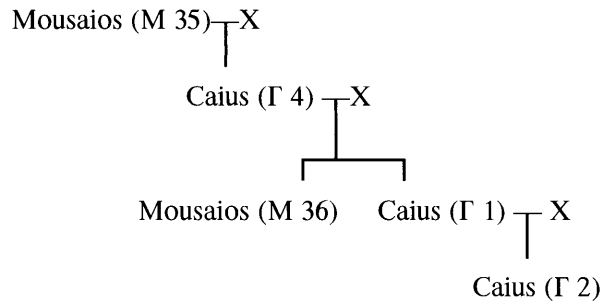 Mousaios (M 35) X
Caius (Γ 4) X
Mousaios (M 36) Caius (Γ 1) X
Caius (Γ 2)